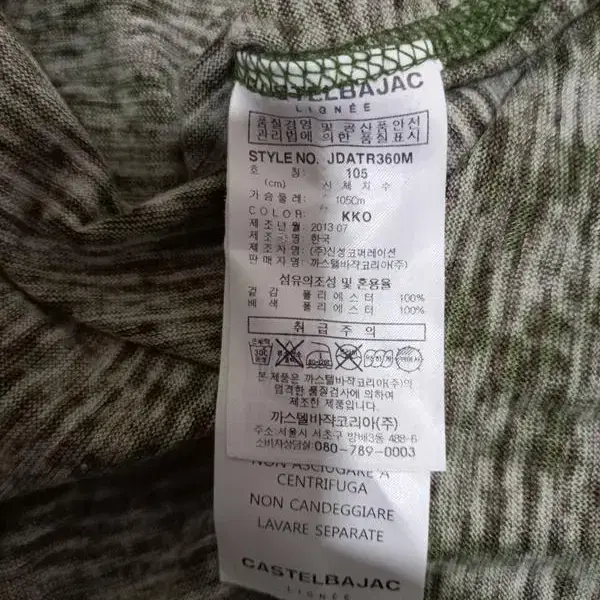 CASTELBAJAC
LIGNÉE
품질경영 및 공산품안전
관리법에 의한 품질표시
STYLE NO. JDATR360M
호 칭: 105
(cm) 신체치수
가슴둘레: 105Cm
COLOR: KKO
제조년월: 2013.07
제조국명: 한국
제조자명: (주)신성코퍼레이션
판매자명: 까스텔바쟉코리아(주)
섬유의조성 및 혼용율
겉감 폴리에스터 100%
배색 폴리에스터 100%
취급주의
본 제품은 까스텔바쟉코리아(주)의
엄격한 품질검사에 의하여
제조한 제품입니다.
까스텔바쟉코리아(주)
주소:서울시 서초구 방배3동 488-6
소비자상담실:080-789-0003
NON ASCIUGARE A
CENTRIFUGA
NON CANDEGGIARE
LAVARE SEPARATE
CASTELBAJAC
LIGNÉE